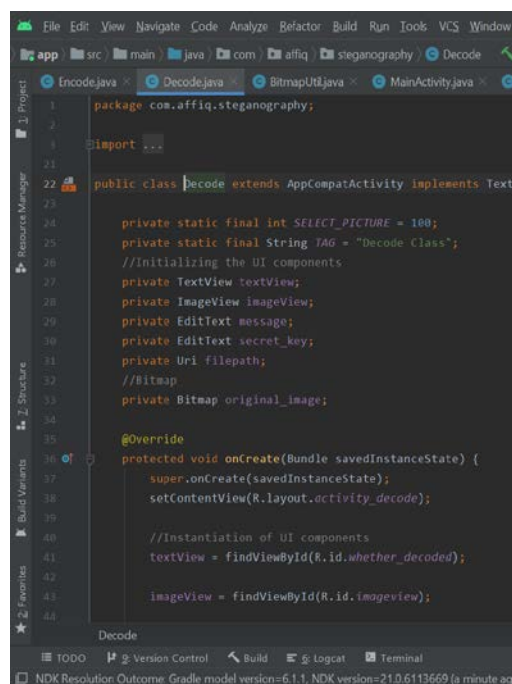 File Edit View Navigate Code Analyze Refactor Build Run Tools VCS Window
app src main java com affiq steganography Decode
Encode.java Decode.java BitmapUtil.java MainActivity.java
1: Project
Resource Manager
7: Structure
Build Variants
2: Favorites
1 package com.affiq.steganography;
2
3 import ...
21
22 public class Decode extends AppCompatActivity implements Text
23
24 private static final int SELECT_PICTURE = 100;
25 private static final String TAG = "Decode Class";
26 //Initializing the UI components
27 private TextView textView;
28 private ImageView imageView;
29 private EditText message;
30 private EditText secret_key;
31 private Uri filepath;
32 //Bitmap
33 private Bitmap original_image;
34
35 @Override
36 protected void onCreate(Bundle savedInstanceState) {
37 super.onCreate(savedInstanceState);
38 setContentView(R.layout.activity_decode);
39
40 //Instantiation of UI components
41 textView = findViewById(R.id.whether_decoded);
42
43 imageView = findViewById(R.id.imageview);
44
Decode
TODO 9: Version Control Build 6: Logcat Terminal
NDK Resolution Outcome: Gradle model version=6.1.1, NDK version=21.0.6113669 (a minute ag